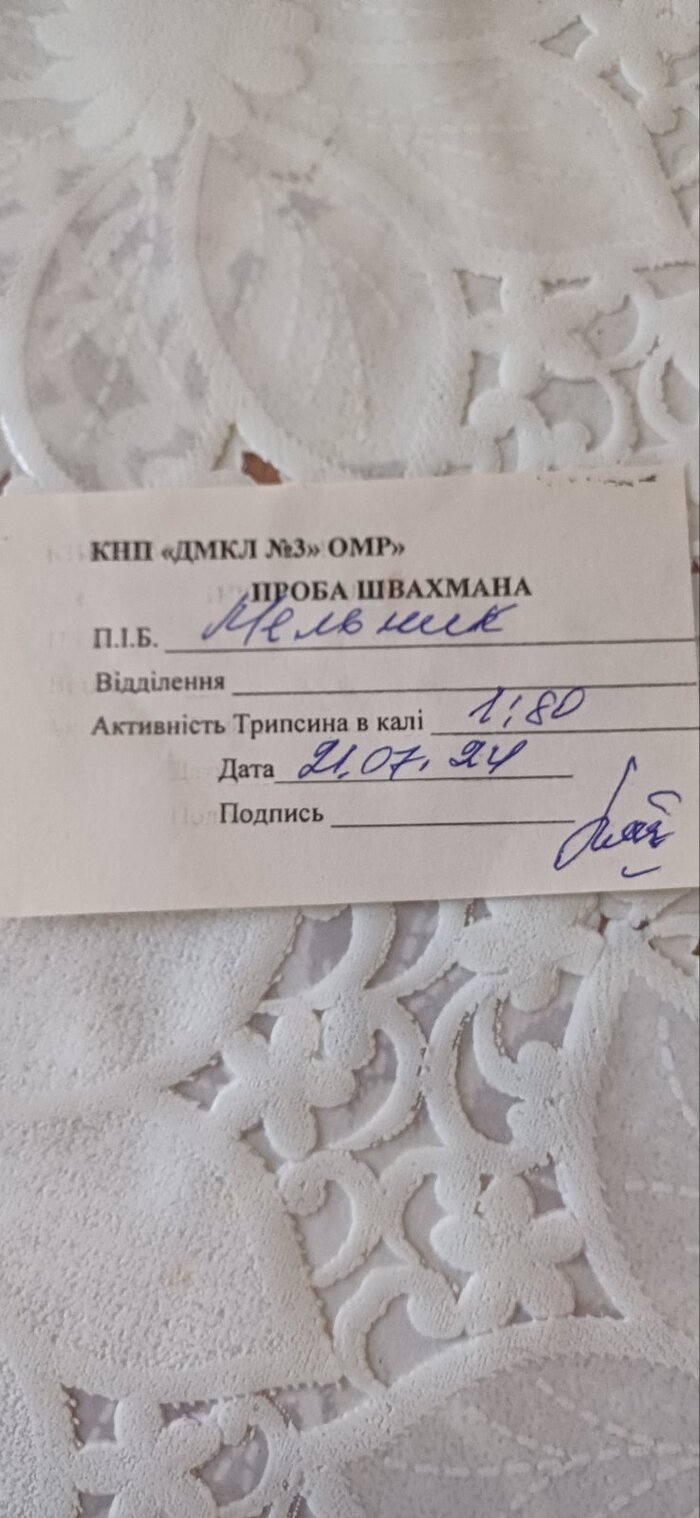 КНП «ДМКЛ №3» ОМР»
ПРОБА ШВАХМАНА
П.І.Б. Мельник
Відділення
Активність Трипсина в калі 1:80
Дата 21.07.24
Подпись